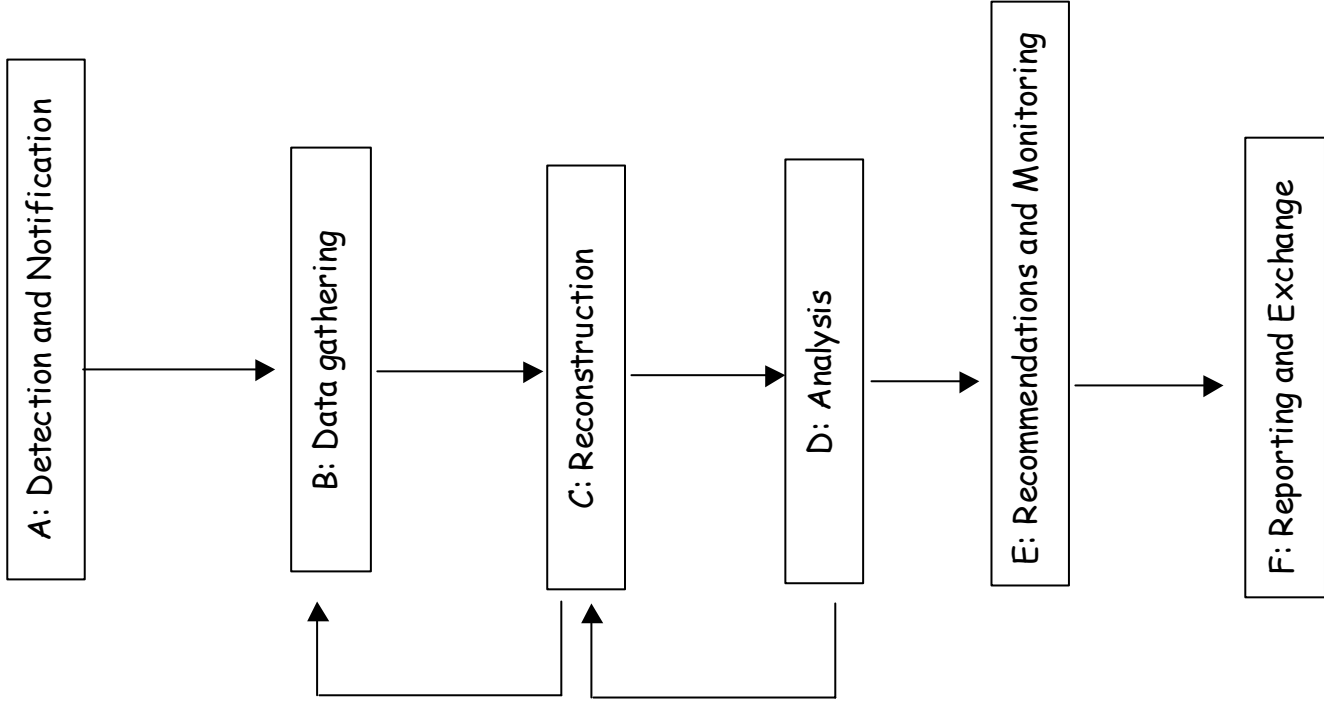 A: Detection and Notification
B: Data gathering
C: Reconstruction
D: Analysis
E: Recommendations and Monitoring
F: Reporting and Exchange